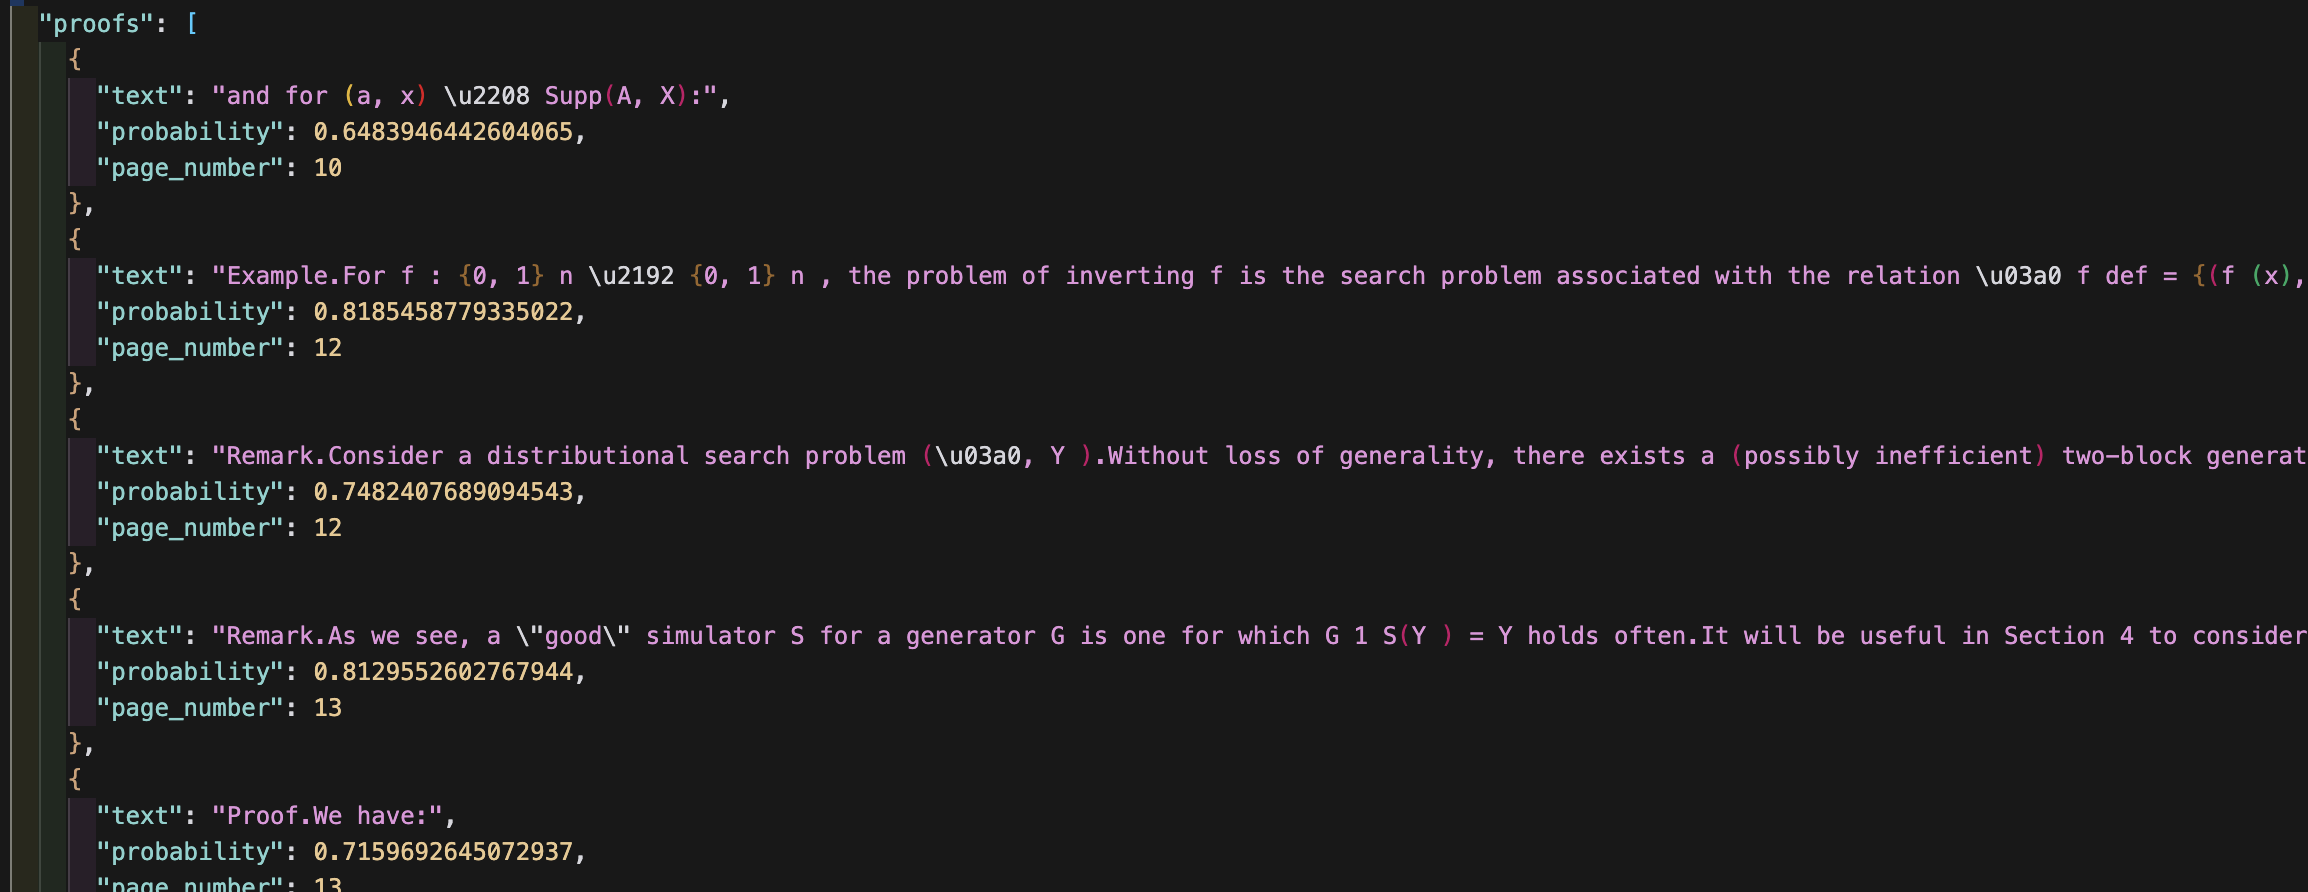 "proofs": [
{
"text": "and for (a, x) \u2208 Supp(A, X):",
"probability": 0.6483946442604065,
"page_number": 10
},
{
"text": "Example.For f : {0, 1} n \u2192 {0, 1} n , the problem of inverting f is the search problem associated with the relation \u03a0 f def = {(f (x),
"probability": 0.8185458779335022,
"page_number": 12
},
{
"text": "Remark.Consider a distributional search problem (\u03a0, Y ).Without loss of generality, there exists a (possibly inefficient) two-block generat
"probability": 0.7482407689094543,
"page_number": 12
},
{
"text": "Remark.As we see, a \"good\" simulator S for a generator G is one for which G 1 S(Y ) = Y holds often.It will be useful in Section 4 to consider
"probability": 0.8129552602767944,
"page_number": 13
},
{
"text": "Proof.We have:",
"probability": 0.7159692645072937,
"page_number": 13